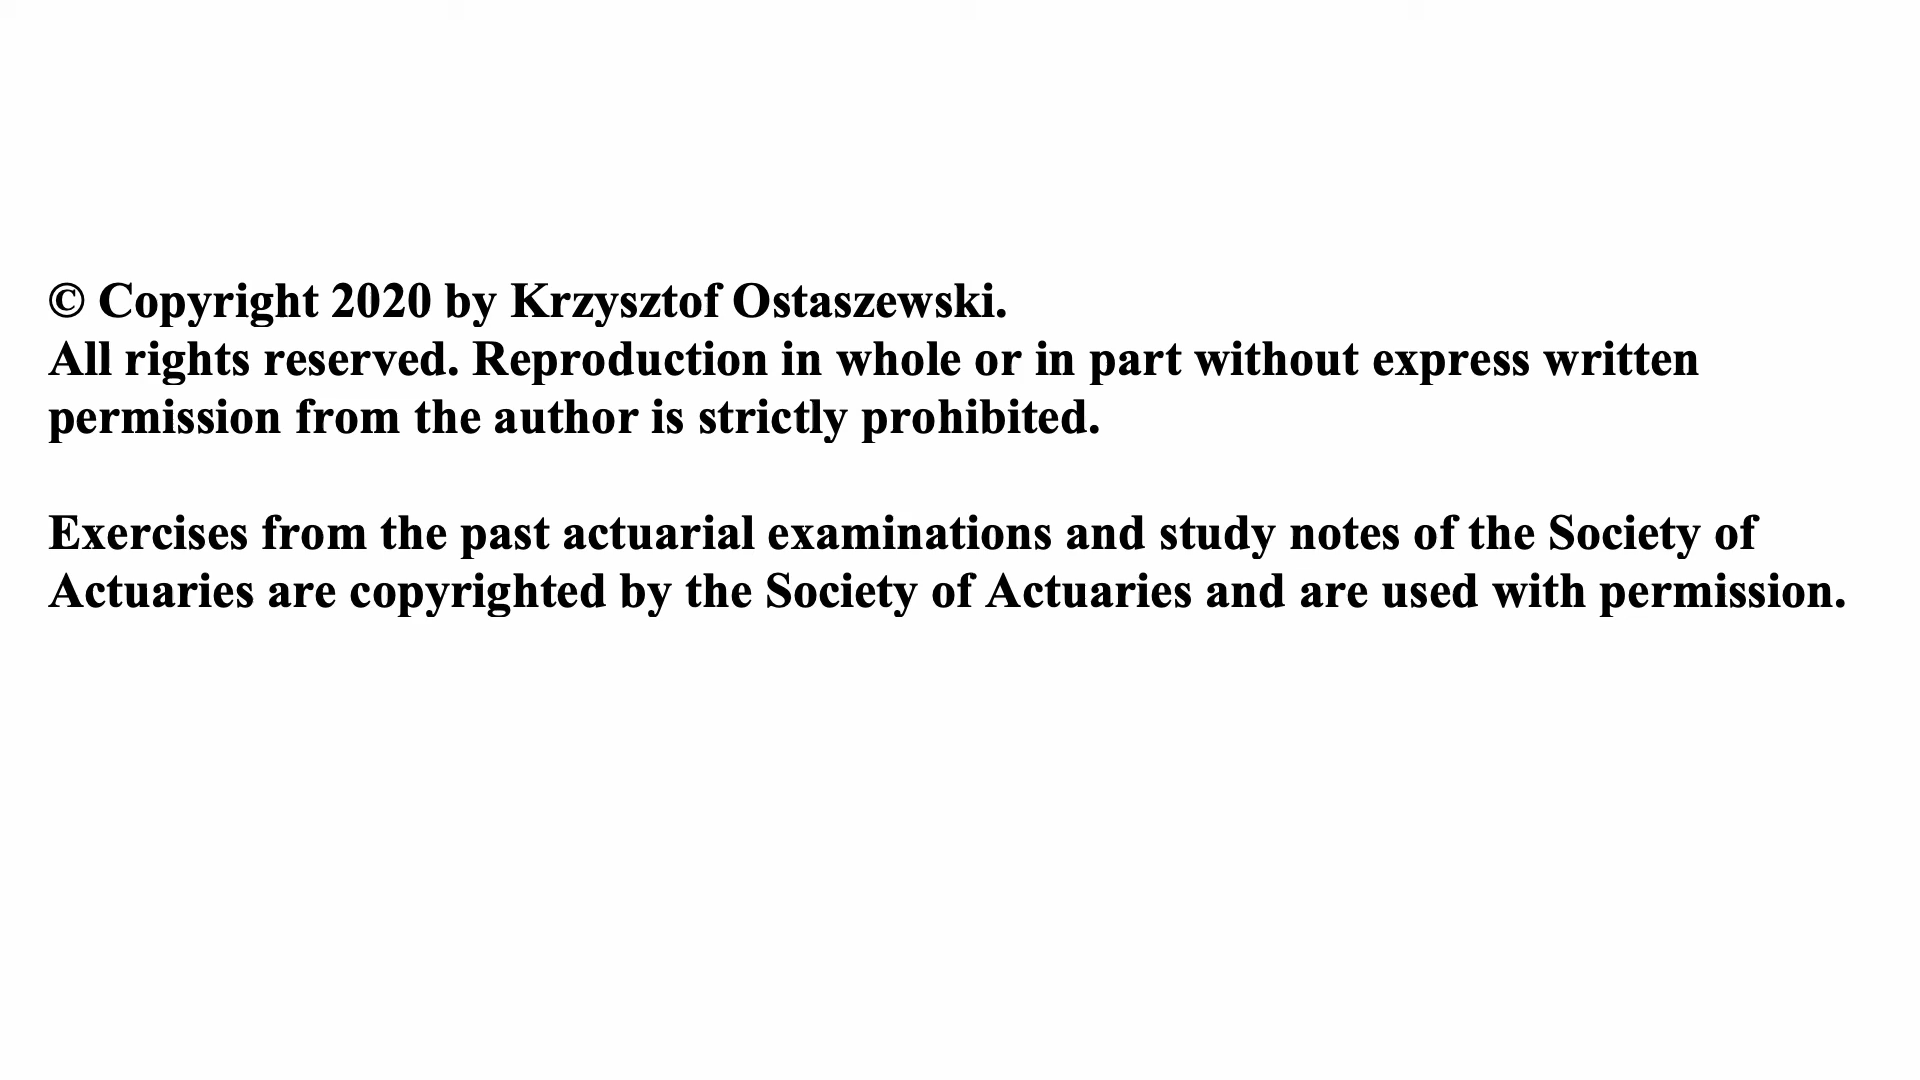 © Copyright 2020 by Krzysztof Ostaszewski.
All rights reserved. Reproduction in whole or in part without express written
permission from the author is strictly prohibited.
Exercises from the past actuarial examinations and study notes of the Society of
Actuaries are copyrighted by the Society of Actuaries and are used with permission.